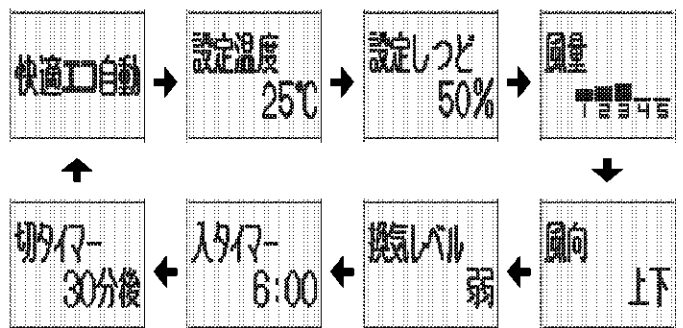 快適エコ自動
設定温度
25℃
設定しつど
50%
風量
1 2 3 4 5
風向
上下
換気レベル
弱
入タイマー
6:00
切タイマー
30分後